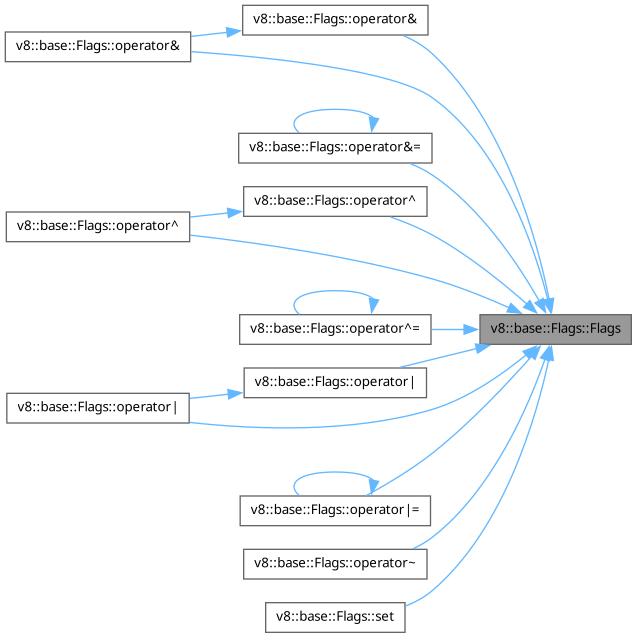 v8::base::Flags::operator&
v8::base::Flags::operator&
v8::base::Flags::operator&=
v8::base::Flags::operator^
v8::base::Flags::operator^
v8::base::Flags::operator^=
v8::base::Flags::Flags
v8::base::Flags::operator|
v8::base::Flags::operator|
v8::base::Flags::operator|=
v8::base::Flags::operator~
v8::base::Flags::set